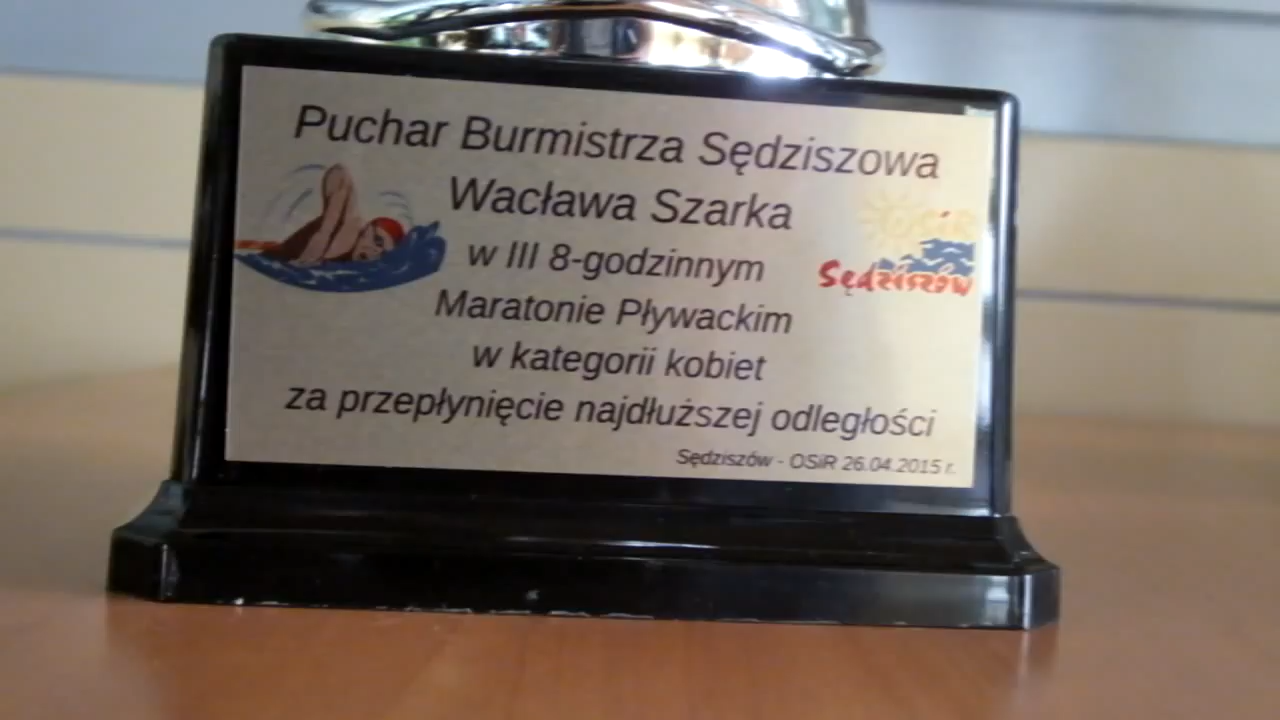 Puchar Burmistrza Sędziszowa
Wacława Szarka
w III 8-godzinnym
Maratonie Pływackim
w kategorii kobiet
za przepłynięcie najdłuższej odległości
Sędziszów - OSiR 26.04.2015 r.
OSiR
Sędziszów